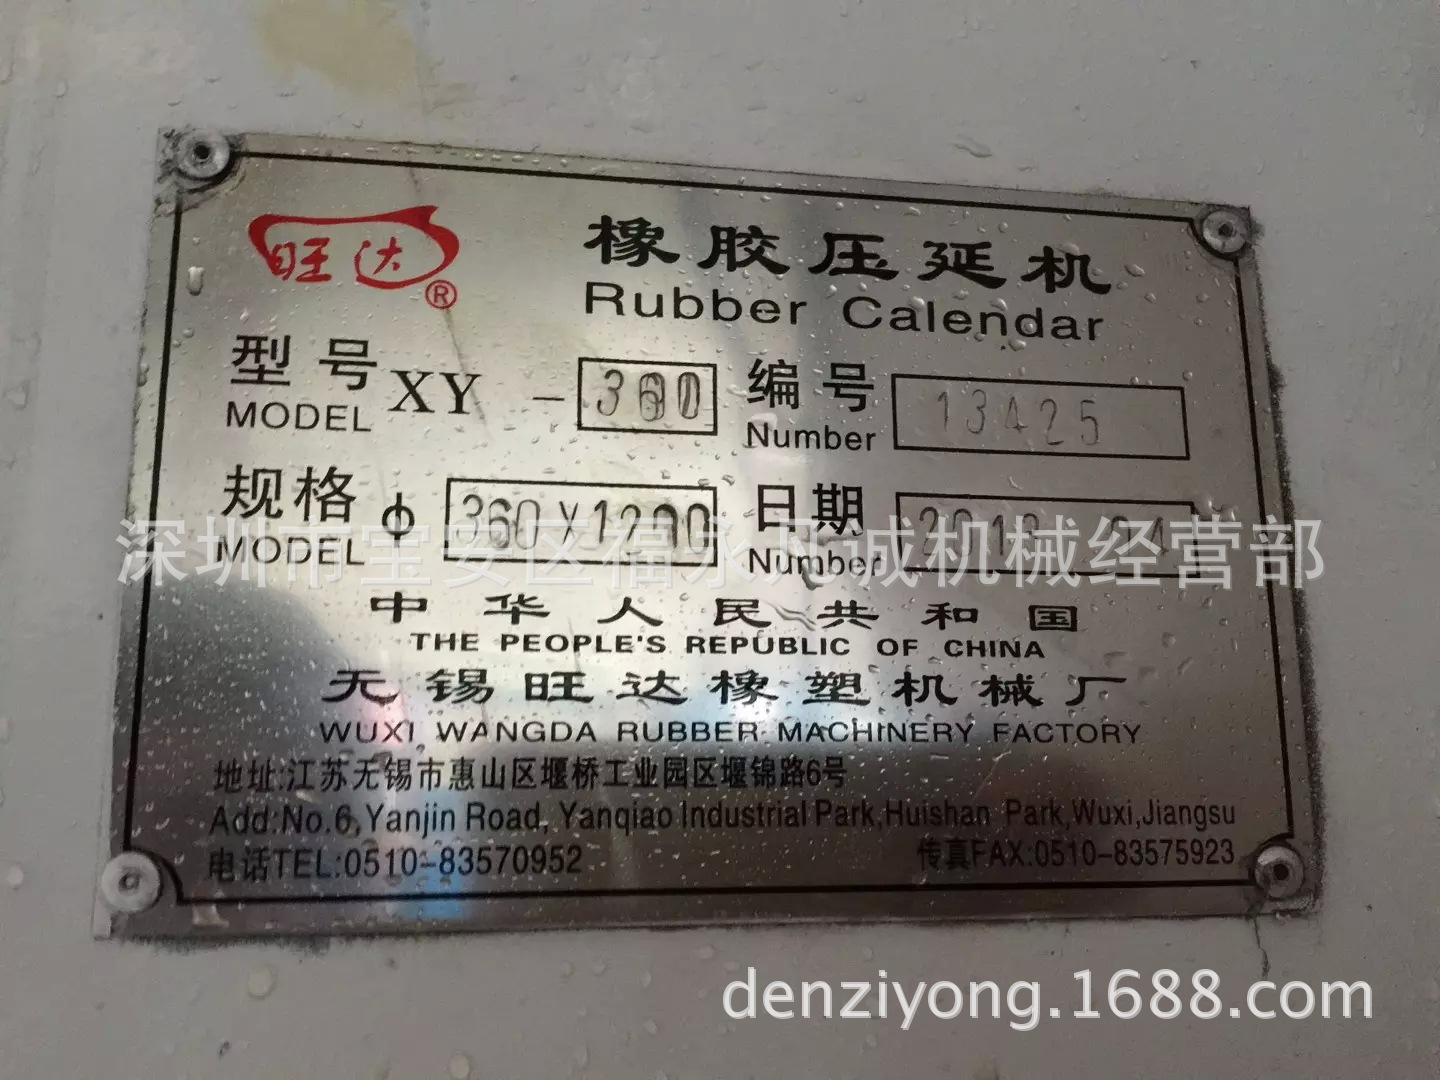 旺达®
橡胶压延机
Rubber Calendar
型号 XY - 360 编号 13425
MODEL Number
规格 φ 360X1200 日期 2013 04
MODEL Number
深圳市宝安区福永凡诚机械经营部
中华人民共和国
THE PEOPLE'S REPUBLIC OF CHINA
无锡旺达橡塑机械厂
WUXI WANGDA RUBBER MACHINERY FACTORY
地址:江苏无锡市惠山区堰桥工业园区堰锦路6号
Add:No.6,Yanjin Road, Yanqiao Industrial Park,Huishan Park,Wuxi,Jiangsu
电话TEL:0510-83570952 传真FAX:0510-83575923
denziyong.1688.com